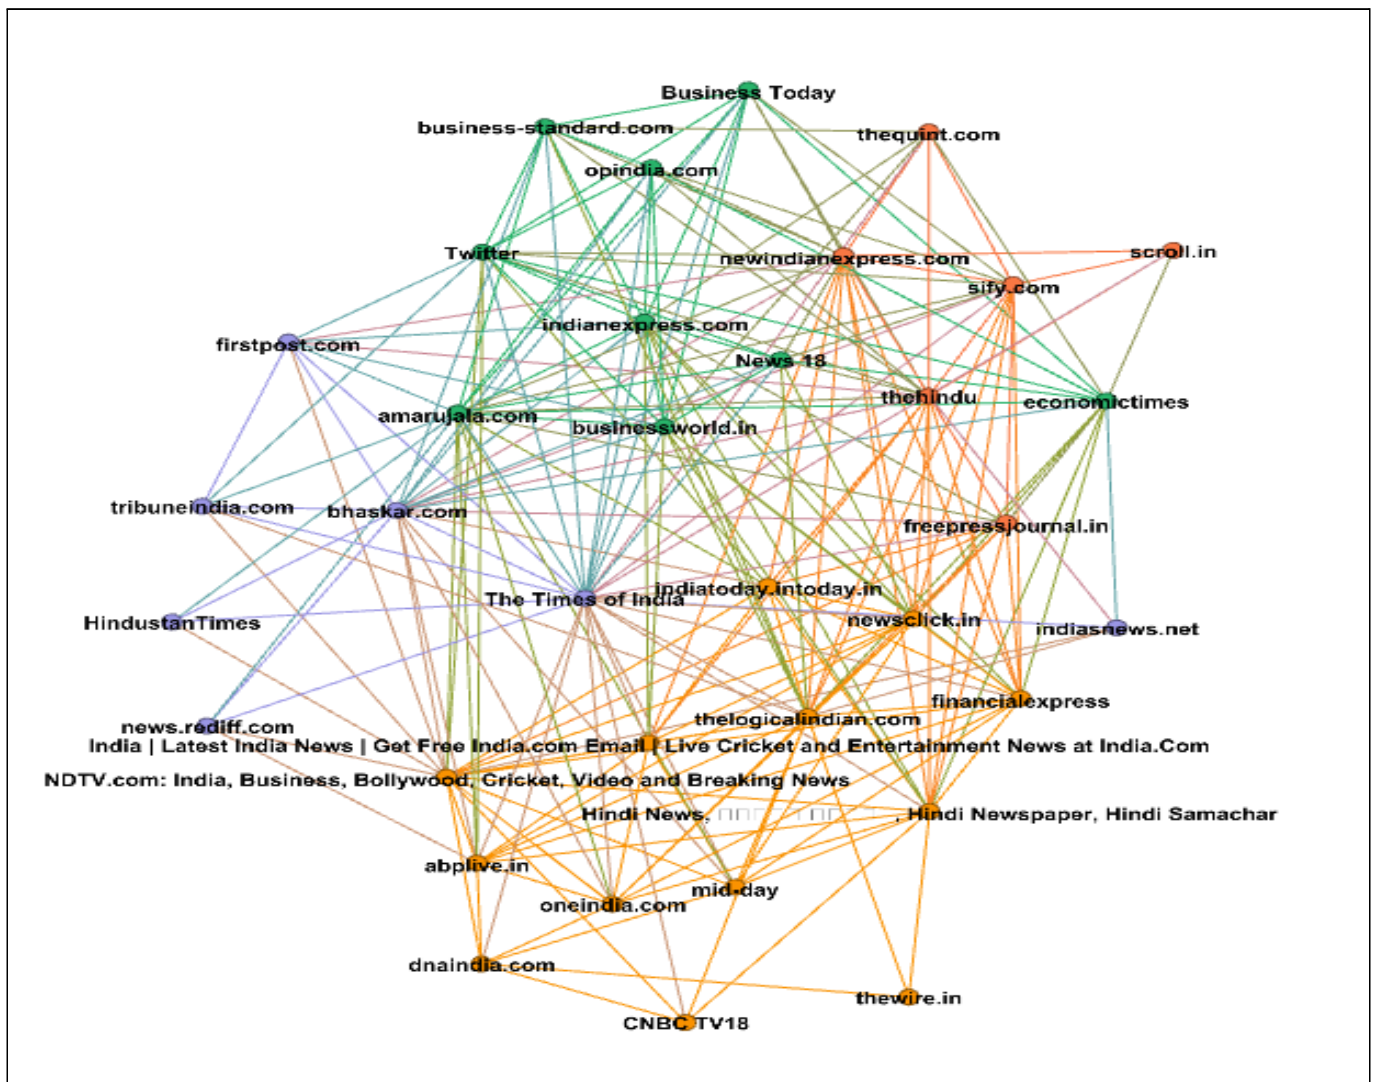 Business Today
business-standard.com
thequint.com
opindia.com
Twitter
newindianexpress.com
scroll.in
sify.com
indianexpress.com
firstpost.com
News 18
thehindu
economictimes
amarujala.com
businessworld.in
tribuneindia.com
bhaskar.com
freepressjournal.in
indiatoday.intoday.in
The Times of India
newsclick.in
HindustanTimes
indiasnews.net
financialexpress
thelogicalindian.com
news.rediff.com
India | Latest India News | Get Free India.com Email | Live Cricket and Entertainment News at India.Com
NDTV.com: India, Business, Bollywood, Cricket, Video and Breaking News
Hindi News, , Hindi Newspaper, Hindi Samachar
abplive.in
mid-day
oneindia.com
dnaindia.com
thewire.in
CNBC TV18